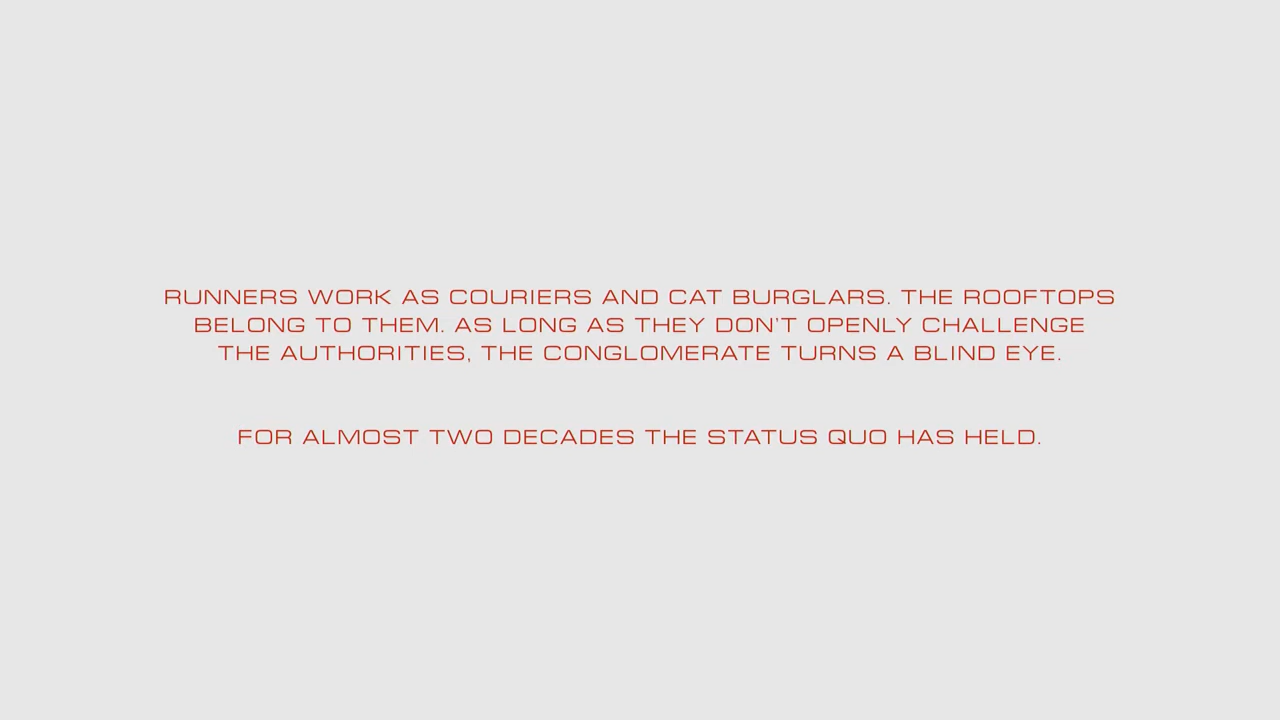 RUNNERS WORK AS COURIERS AND CAT BURGLARS. THE ROOFTOPS
BELONG TO THEM. AS LONG AS THEY DON'T OPENLY CHALLENGE
THE AUTHORITIES, THE CONGLOMERATE TURNS A BLIND EYE.
FOR ALMOST TWO DECADES THE STATUS QUO HAS HELD.